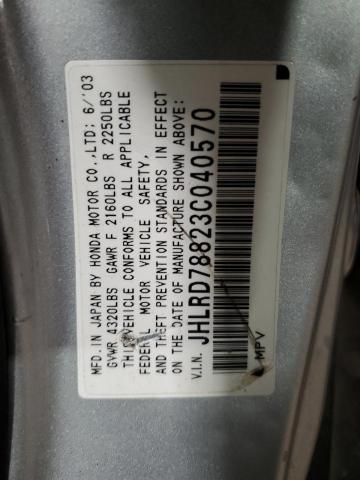 MFD.IN JAPAN BY HONDA MOTOR CO.,LTD: 6/'03
GVWR 4320LBS GAWR F 2160LBS R 2250LBS
THIS VEHICLE CONFORMS TO ALL APPLICABLE
FEDERAL MOTOR VEHICLE SAFETY,
AND THEFT PREVENTION STANDARDS IN EFFECT
ON THE DATE OF MANUFACTURE SHOWN ABOVE:
V.I.N. JHLRD78823C040570
MPV